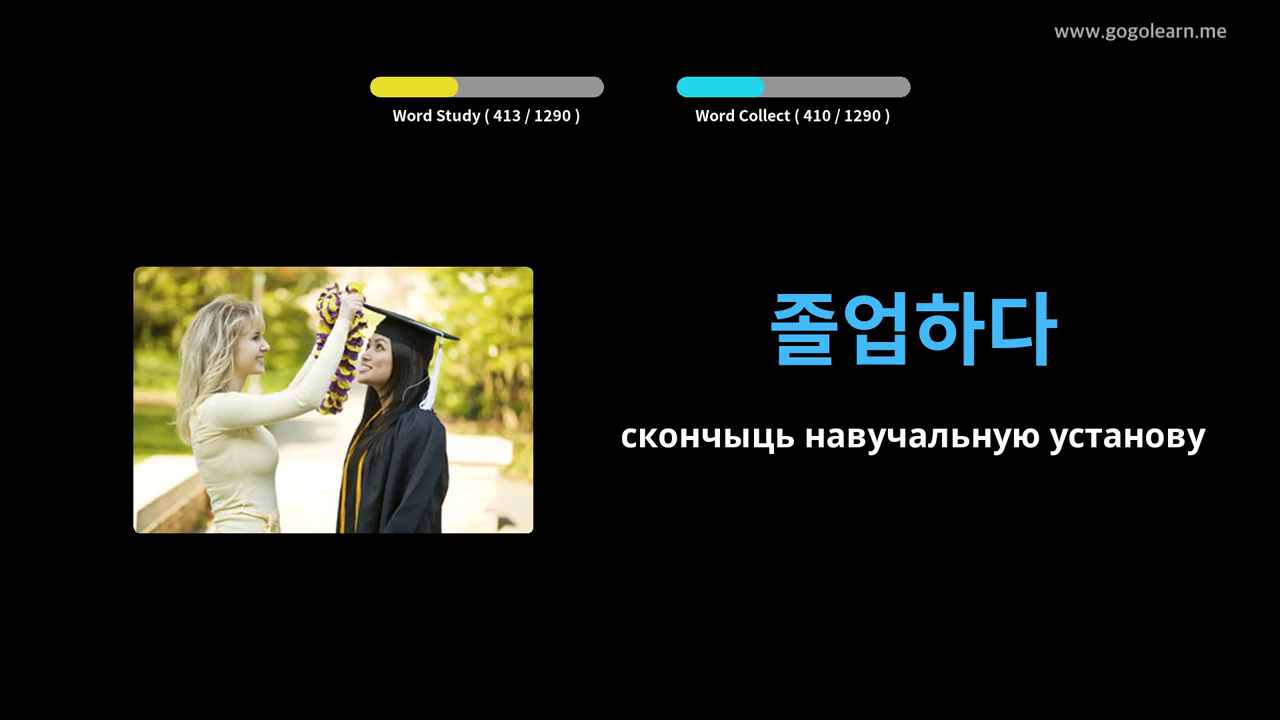 www.gogolearn.me
Word Study ( 413 / 1290 )
Word Collect ( 410 / 1290 )
졸업하다
скончыць навучальную установу